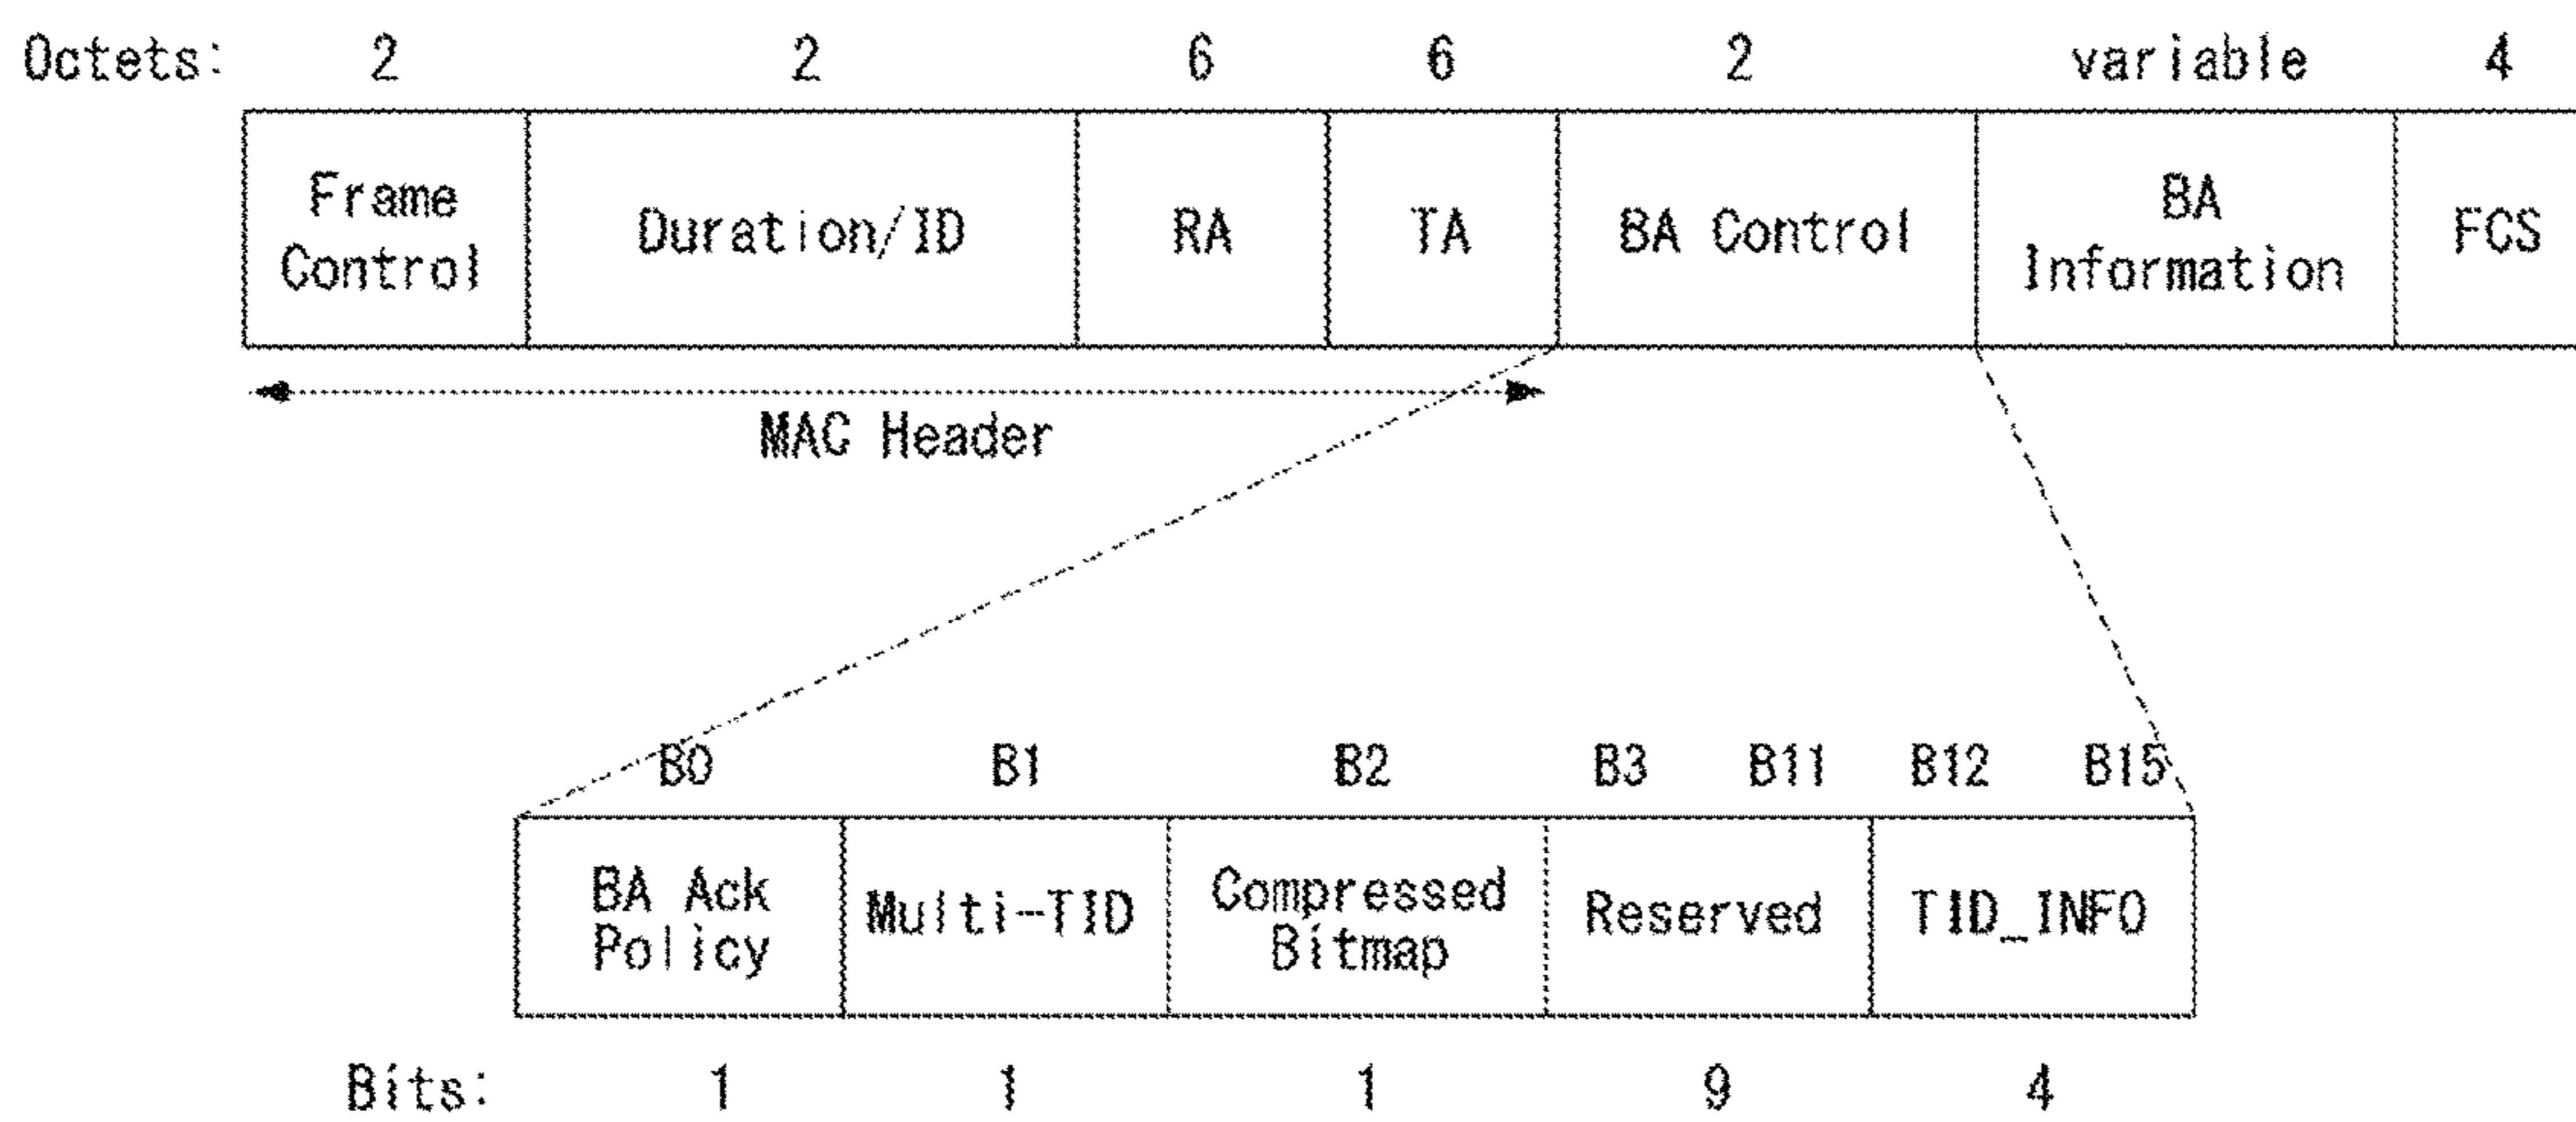 Octets: 2 2 6 6 2 variable 4
Frame Control Duration/ID RA TA BA Control BA Information FCS
MAC Header
B0 B1 B2 B3 B11 B12 B15
BA Ack Policy Multi-TID Compressed Bitmap Reserved TID_INFO
Bits: 1 1 1 9 4